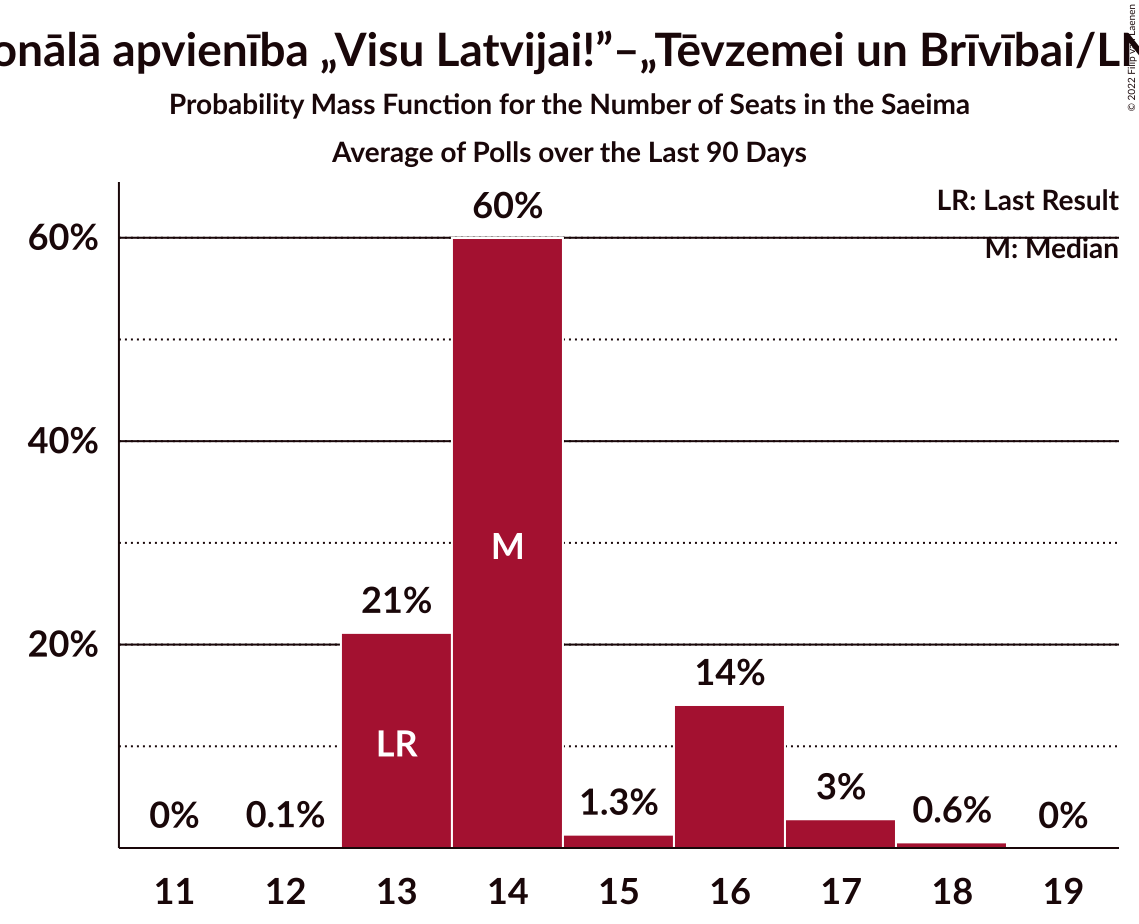 onālā apvienība „Visu Latvijai!”–„Tēvzemei un Brīvībai/LN
Probability Mass Function for the Number of Seats in the Saeima
Average of Polls over the Last 90 Days
LR: Last Result
M: Median
60%
40%
20%
0%
0.1%
21%
60%
1.3%
14%
3%
0.6%
0%
LR
M
11 12 13 14 15 16 17 18 19
© 2022 Filip Laenen